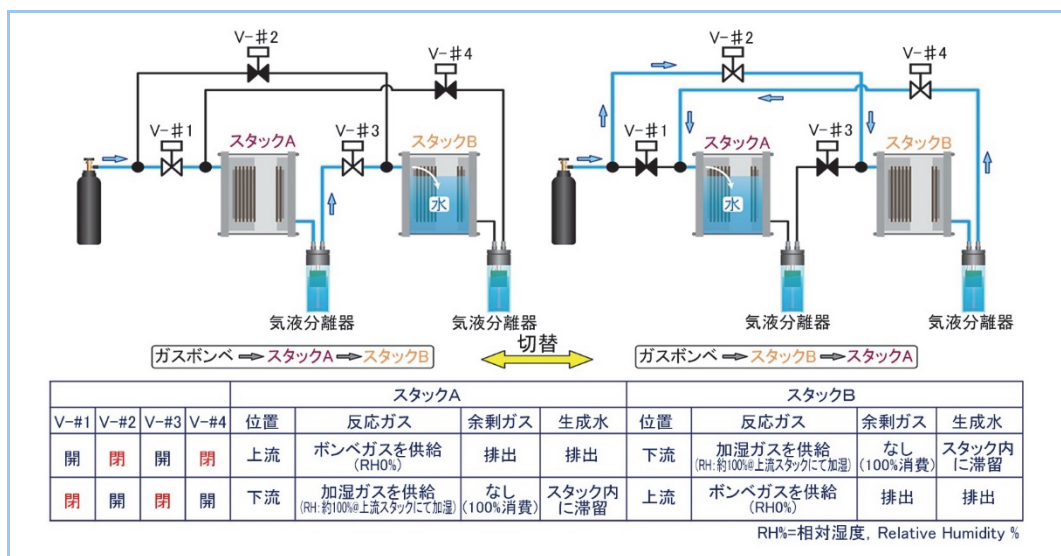 V-#2
V-#4
V-#1
スタックA
V-#3
スタックB
水
気液分離器
気液分離器
ガスボンベ⇒スタックA⇒スタックB
切替
V-#2
V-#4
V-#1
スタックA
V-#3
スタックB
水
気液分離器
気液分離器
ガスボンベ⇒スタックB⇒スタックA
スタックA スタックB
V-#1 V-#2 V-#3 V-#4 位置 反応ガス 余剰ガス 生成水 位置 反応ガス 余剰ガス 生成水
開 閉 開 閉 上流 ボンベガスを供給 排出 排出 下流 加湿ガスを供給 なし スタック内
(RH0%) (RH:約100%@上流スタックにて加湿) (100%消費) に滞留
閉 開 閉 開 下流 加湿ガスを供給 なし スタック内 上流 ボンベガスを供給 排出 排出
(RH:約100%@上流スタックにて加湿) (100%消費) に滞留 (RH0%)
RH%=相対湿度, Relative Humidity %